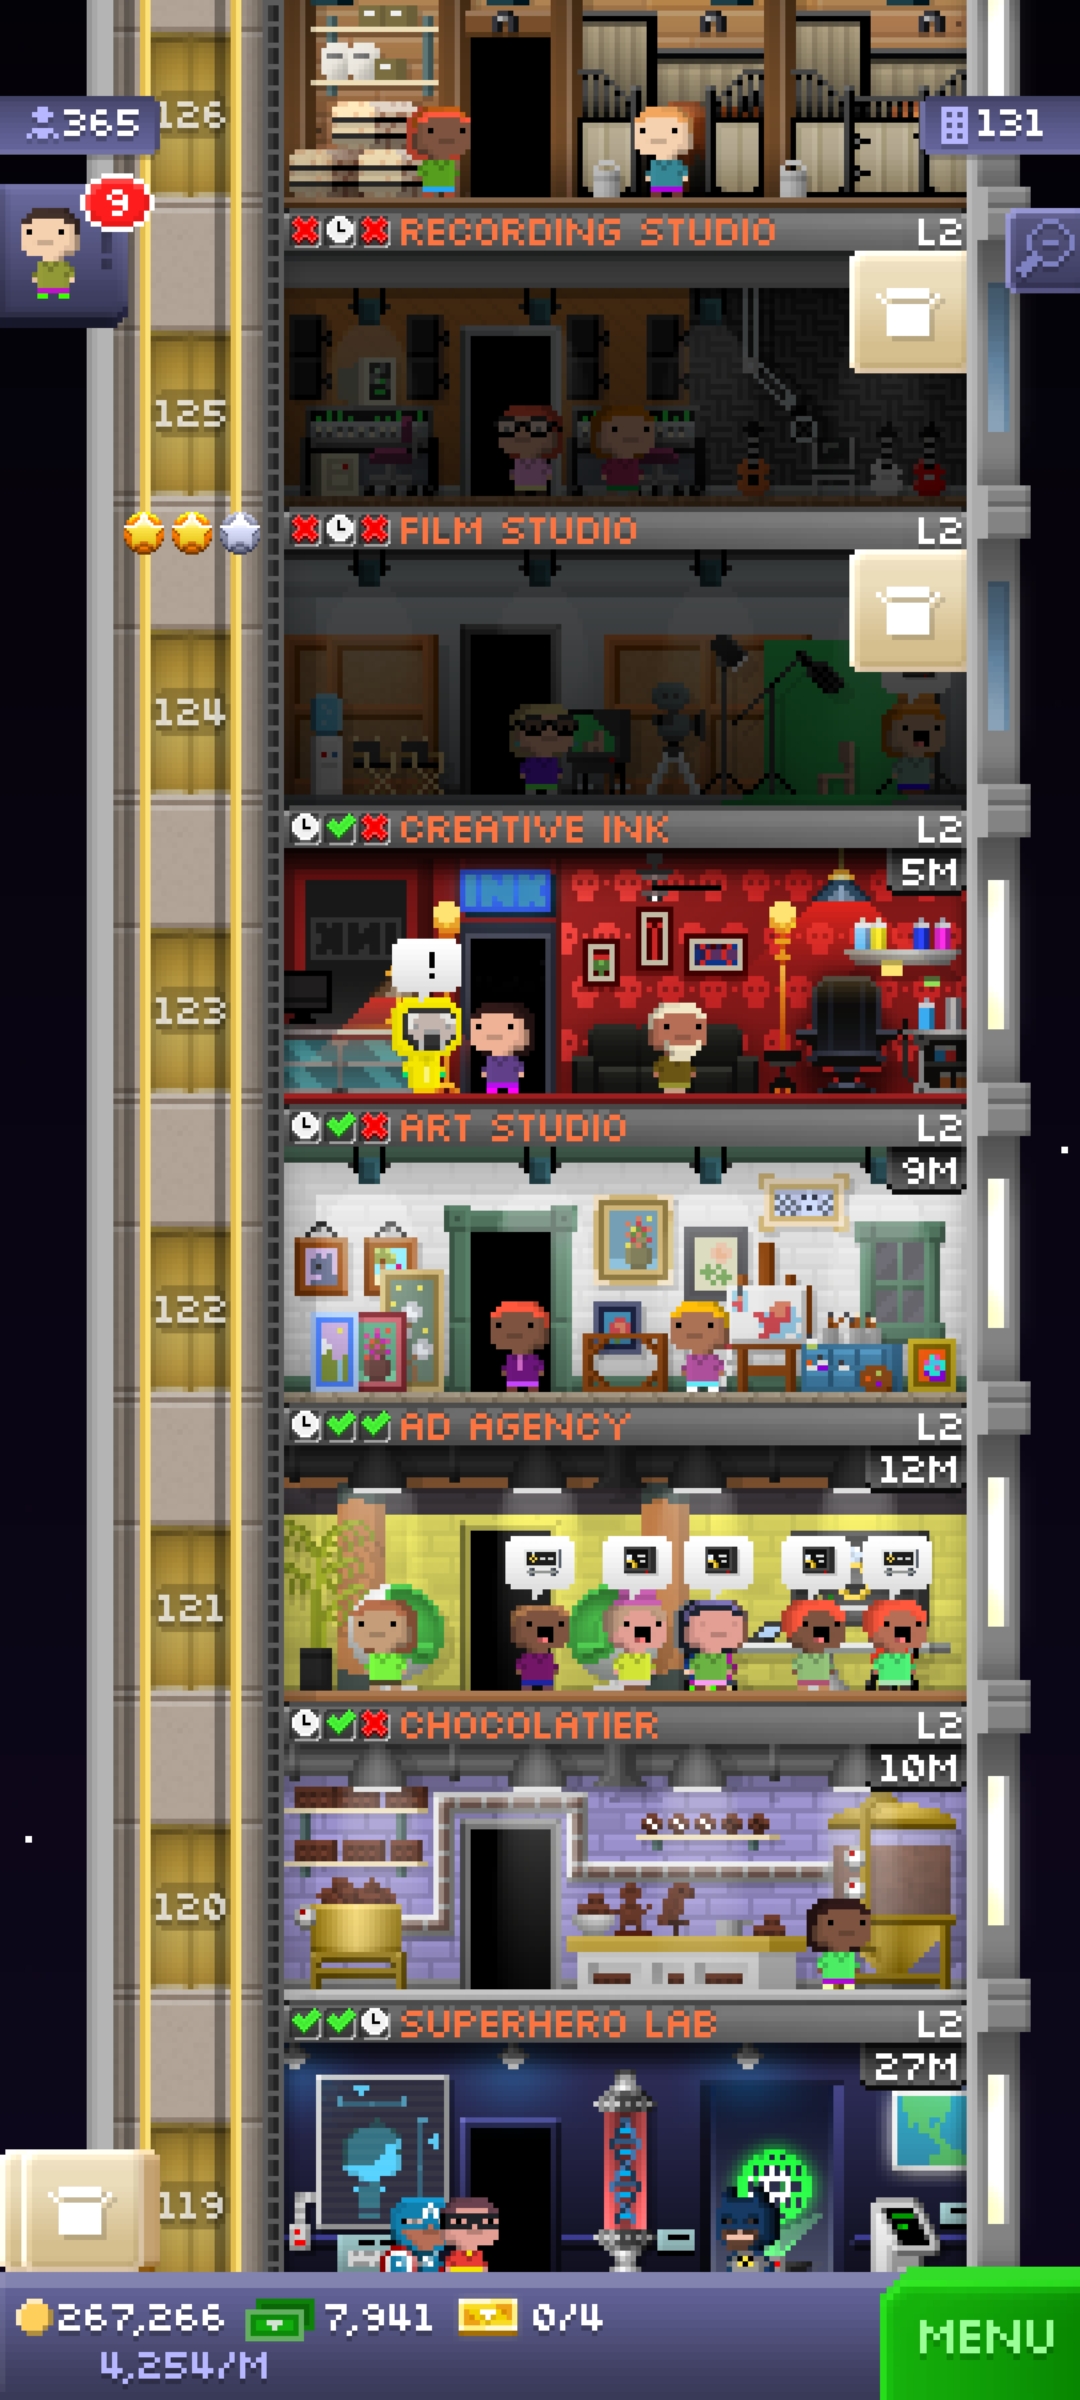 126
365
131
9
RECORDING STUDIO L2
125
FILM STUDIO L2
124
CREATIVE INK L2
5M
INK
123
!
ART STUDIO L2
9M
122
AD AGENCY L2
12M
121
CHOCOLATIER L2
10M
120
SUPERHERO LAB L2
27M
119
267,266 7,941 0/4
4,254/M
MENU